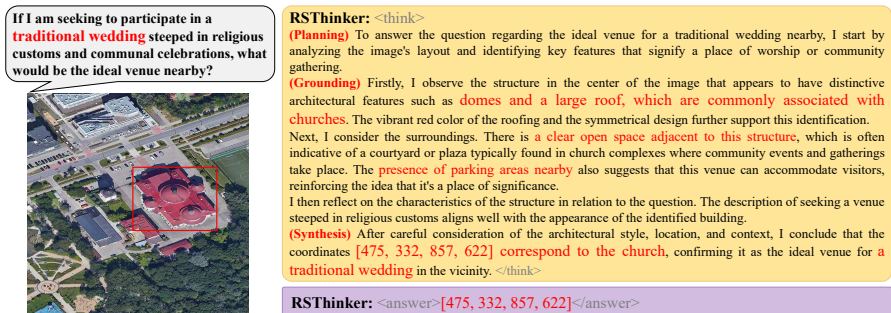 If I am seeking to participate in a
traditional wedding steeped in religious
customs and communal celebrations, what
would be the ideal venue nearby?
RSThinker: <think>
(Planning) To answer the question regarding the ideal venue for a traditional wedding nearby, I start by
analyzing the image's layout and identifying key features that signify a place of worship or community
gathering.
(Grounding) Firstly, I observe the structure in the center of the image that appears to have distinctive
architectural features such as domes and a large roof, which are commonly associated with
churches. The vibrant red color of the roofing and the symmetrical design further support this identification.
Next, I consider the surroundings. There is a clear open space adjacent to this structure, which is often
indicative of a courtyard or plaza typically found in church complexes where community events and gatherings
take place. The presence of parking areas nearby also suggests that this venue can accommodate visitors,
reinforcing the idea that it's a place of significance.
I then reflect on the characteristics of the structure in relation to the question. The description of seeking a venue
steeped in religious customs aligns well with the appearance of the identified building.
(Synthesis) After careful consideration of the architectural style, location, and context, I conclude that the
coordinates [475, 332, 857, 622] correspond to the church, confirming it as the ideal venue for a
traditional wedding in the vicinity. </think>
RSThinker: <answer>[475, 332, 857, 622]</answer>